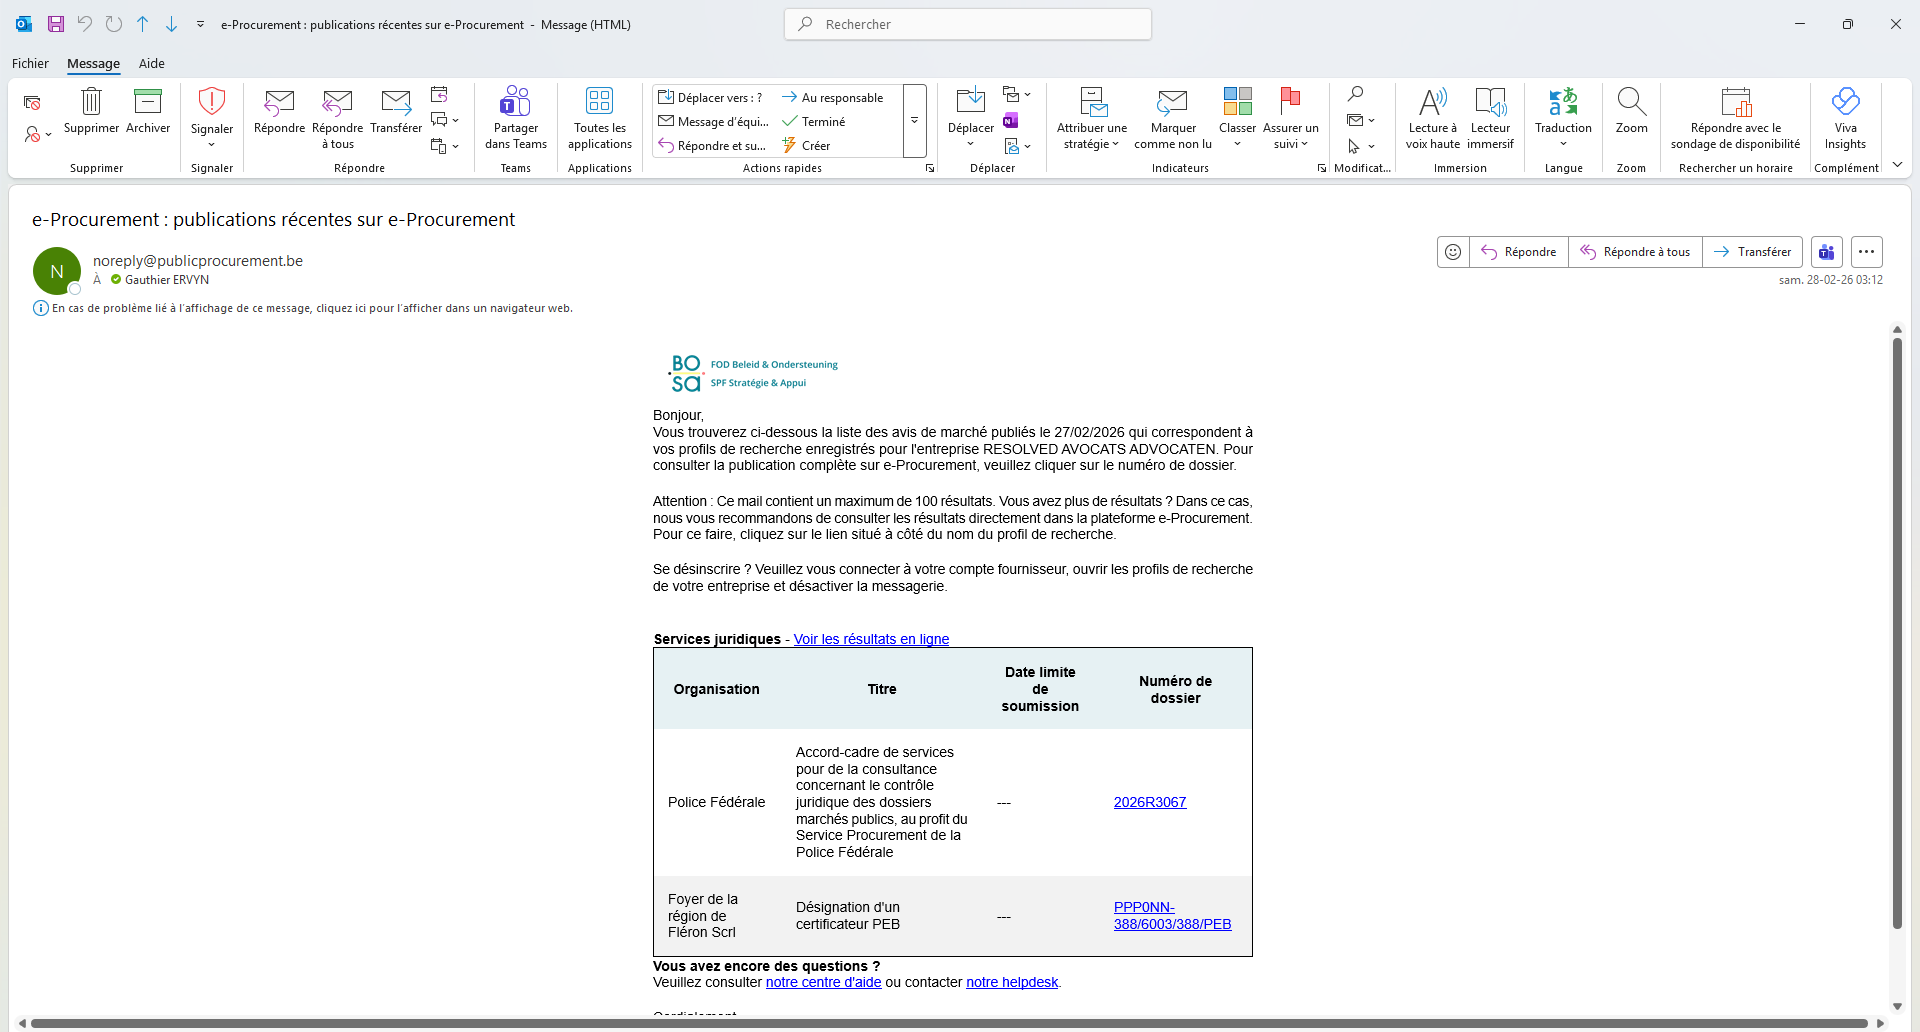 e-Procurement : publications récentes sur e-Procurement - Message (HTML)
Rechercher
Fichier Message Aide
Supprimer Archiver
Supprimer
Signaler
Signaler
Répondre Répondre à tous Transférer
Répondre
Partager dans Teams
Teams
Toutes les applications
Applications
Déplacer vers : ? Au responsable
Message d'équi... Terminé
Répondre et su... Créer
Actions rapides
Déplacer
Déplacer
Attribuer une stratégie Marquer comme non lu Classer Assurer un suivi
Indicateurs
Modificat...
Lecture à voix haute Lecteur immersif
Immersion
Traduction
Langue
Zoom
Zoom
Répondre avec le sondage de disponibilité
Rechercher un horaire
Viva Insights
Complément
e-Procurement : publications récentes sur e-Procurement
N
noreply@publicprocurement.be
À Gauthier ERVYN
Répondre Répondre à tous Transférer
sam. 28-02-26 03:12
En cas de problème lié à l'affichage de ce message, cliquez ici pour l'afficher dans un navigateur web.
BOSA
FOD Beleid & Ondersteuning
SPF Stratégie & Appui
Bonjour,
Vous trouverez ci-dessous la liste des avis de marché publiés le 27/02/2026 qui correspondent à
vos profils de recherche enregistrés pour l'entreprise RESOLVED AVOCATS ADVOCATEN. Pour
consulter la publication complète sur e-Procurement, veuillez cliquer sur le numéro de dossier.
Attention : Ce mail contient un maximum de 100 résultats. Vous avez plus de résultats ? Dans ce cas,
nous vous recommandons de consulter les résultats directement dans la plateforme e-Procurement.
Pour ce faire, cliquez sur le lien situé à côté du nom du profil de recherche.
Se désinscrire ? Veuillez vous connecter à votre compte fournisseur, ouvrir les profils de recherche
de votre entreprise et désactiver la messagerie.
Services juridiques - Voir les résultats en ligne
Organisation
Titre
Date limite
de
soumission
Numéro de
dossier
Police Fédérale
Accord-cadre de services
pour de la consultance
concernant le contrôle
juridique des dossiers
marchés publics, au profit du
Service Procurement de la
Police Fédérale
---
2026R3067
Foyer de la
région de
Fléron Scrl
Désignation d'un
certificateur PEB
---
PPP0NN-
388/6003/388/PEB
Vous avez encore des questions ?
Veuillez consulter notre centre d'aide ou contacter notre helpdesk.